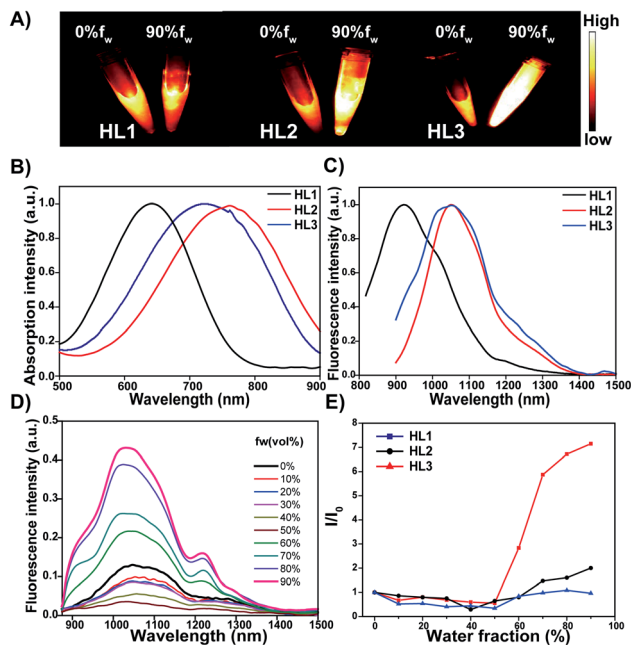 A)
0%fw 90%fw 0%fw 90%fw 0%fw 90%fw
HL1 HL2 HL3
High
low
B)
HL1
HL2
HL3
Absorption intensity (a.u.)
1.0
0.8
0.6
0.4
0.2
0.0
500 600 700 800 900
Wavelength (nm)
C)
HL1
HL2
HL3
Fluorescence intensity (a.u.)
1.0
0.8
0.6
0.4
0.2
0.0
800 900 1000 1100 1200 1300 1400 1500
Wavelength (nm)
D)
fw(vol%)
0%
10%
20%
30%
40%
50%
60%
70%
80%
90%
Fluorescence intensity (a.u.)
0.5
0.4
0.3
0.2
0.1
0.0
900 1000 1100 1200 1300 1400 1500
Wavelength (nm)
E)
HL1
HL2
HL3
I/I0
8
7
6
5
4
3
2
1
0
0 20 40 60 80 100
Water fraction (%)